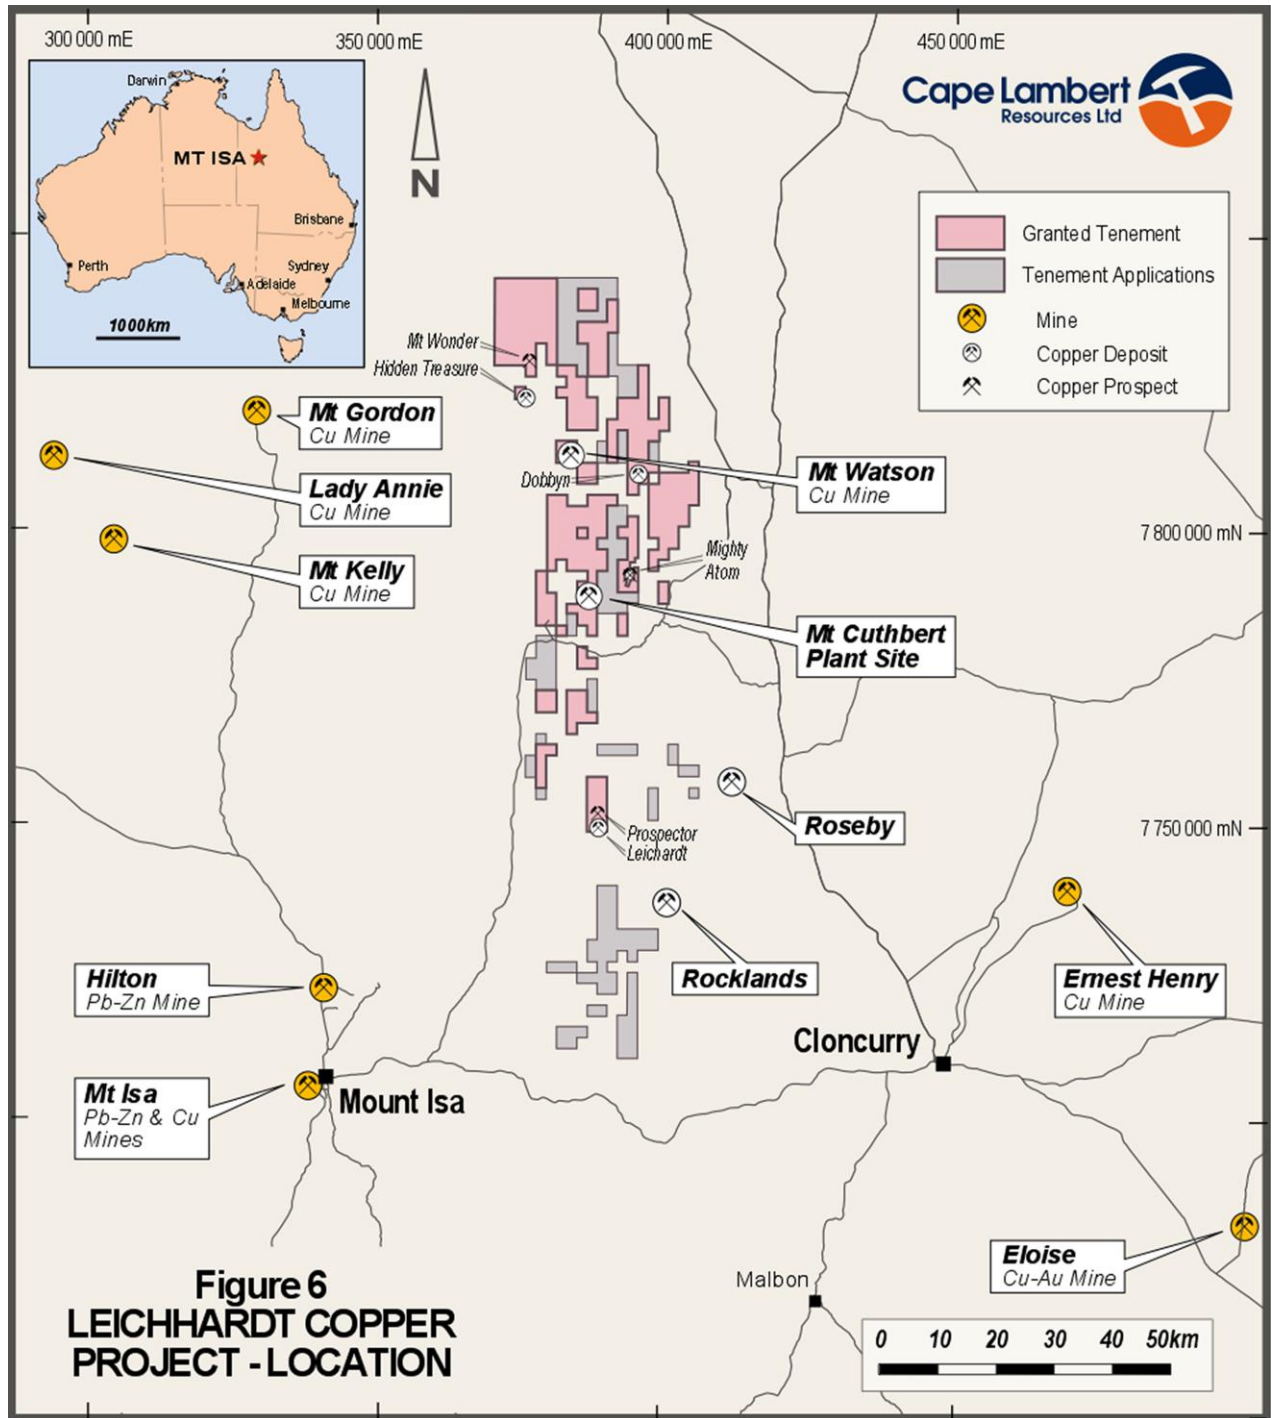 300 000 mE
350 000 mE
400 000 mE
450 000 mE
Darwin
MT ISA
Brisbane
Perth
Sydney
Adelaide
Melbourne
1000km
N
Cape Lambert
Resources Ltd
Granted Tenement
Tenement Applications
Mine
Copper Deposit
Copper Prospect
Mt Wonder
Hidden Treasure
Mt Gordon
Cu Mine
Lady Annie
Cu Mine
Mt Kelly
Cu Mine
Dobbyn
Mt Watson
Cu Mine
7 800 000 mN
Mighty
Atom
Mt Cuthbert
Plant Site
Roseby
7 750 000 mN
Prospector
Leichardt
Rocklands
Hilton
Pb-Zn Mine
Ernest Henry
Cu Mine
Cloncurry
Mt Isa
Pb-Zn & Cu
Mines
Mount Isa
Eloise
Cu-Au Mine
Malbon
Figure 6
LEICHHARDT COPPER
PROJECT - LOCATION
0 10 20 30 40 50km